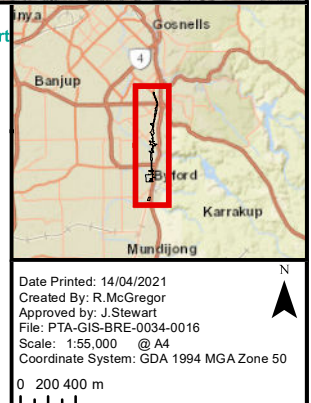 inya
Gosnells
rt
4
Banjup
Byford
Karrakup
Mundijong
N
Date Printed: 14/04/2021
Created By: R.McGregor
Approved by: J.Stewart
File: PTA-GIS-BRE-0034-0016
Scale: 1:55,000 @ A4
Coordinate System: GDA 1994 MGA Zone 50
0 200 400 m